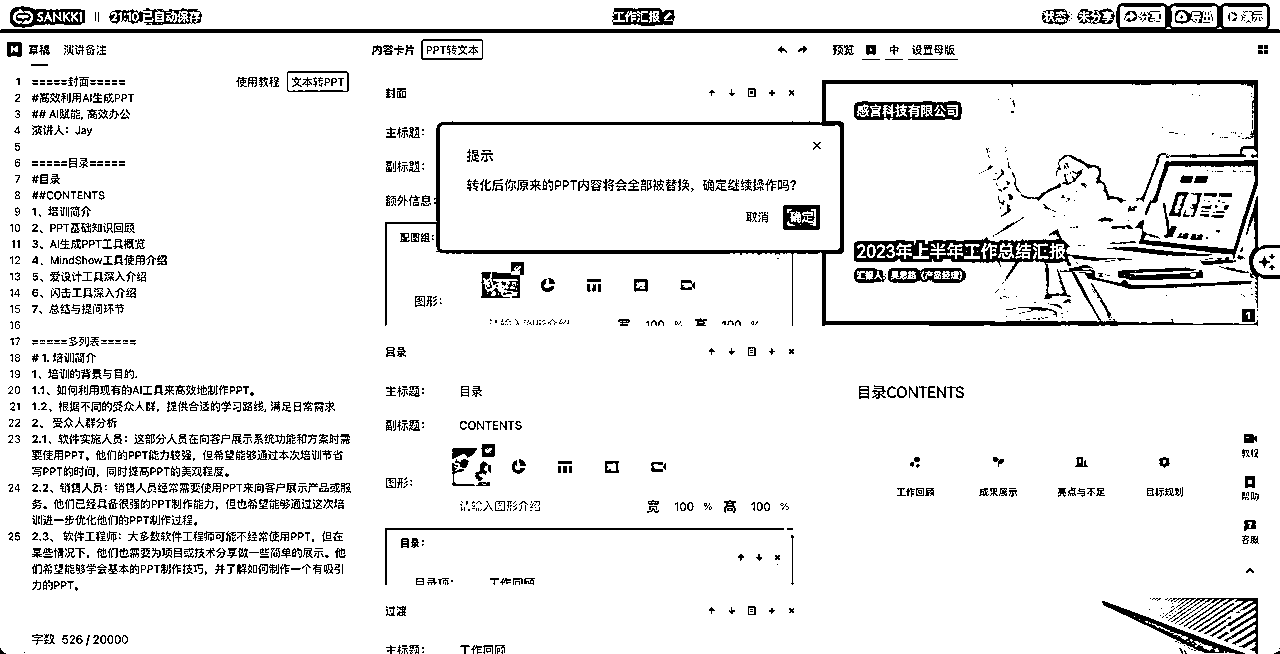 SANKKI || 21:10 已自动保存
工作汇报
状态: 未分享 分享 导出 演示
草稿 演讲备注
使用教程 文本转PPT
1 =====封面=====
2 #高效利用AI生成PPT
3 ## AI赋能, 高效办公
4 演讲人: Jay
5
6 =====目录=====
7 #目录
8 ##CONTENTS
9 1、培训简介
10 2、PPT基础知识回顾
11 3、AI生成PPT工具概览
12 4、MindShow工具使用介绍
13 5、爱设计工具深入介绍
14 6、闪击工具深入介绍
15 7、总结与提问环节
16
17 =====多列表=====
18 # 1. 培训简介
19 1、培训的背景与目的.
20 1.1、如何利用现有的AI工具来高效地制作PPT。
21 1.2、根据不同的受众人群，提供合适的学习路线, 满足日常需求
22 2、 受众人群分析
23 2.1、软件实施人员：这部分人员在向客户展示系统功能和方案时需
要使用PPT。他们的PPT能力较强，但希望能够通过本次培训节省
写PPT的时间，同时提高PPT的美观程度。
24 2.2、销售人员：销售人员经常需要使用PPT来向客户展示产品或服
务。他们已经具备很强的PPT制作能力，但也希望能够通过这次培
训进一步优化他们的PPT制作过程。
25 2.3、 软件工程师：大多数软件工程师可能不经常使用PPT，但在
某些情况下，他们也需要为项目或技术分享做一些简单的展示。他
们希望能够学会基本的PPT制作技巧，并了解如何制作一个有吸引
力的PPT。
字数 526 / 20000
内容卡片 PPT转文本
封面
主标题：
副标题：
额外信息：
配图组：
图形：
请输入图形介绍 宽 100 % 高 100 %
提示
转化后你原来的PPT内容将会全部被替换，确定继续操作吗？
取消 确定
目录
主标题： 目录
副标题： CONTENTS
图形：
请输入图形介绍 宽 100 % 高 100 %
目录：
目录项： 工作回顾
过渡
主标题： 工作回顾
预览 中 设置母版
感官科技有限公司
2023年上半年工作总结汇报
1
目录CONTENTS
工作回顾 成果展示 亮点与不足 目标规划
教程
帮助
客服